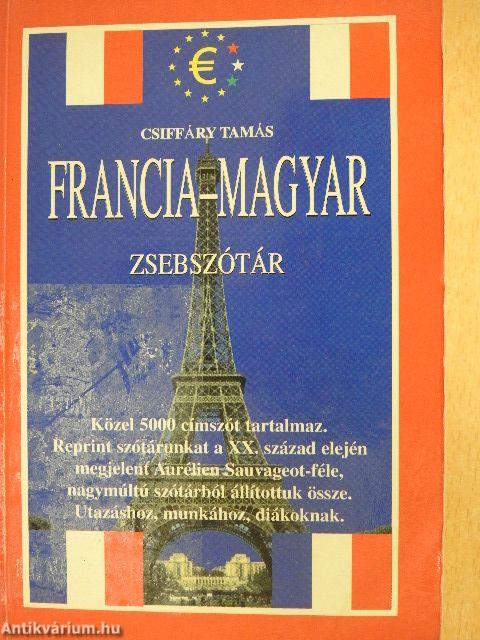 €
CSIFFÁRY TAMÁS
FRANCIA-MAGYAR
ZSEBSZÓTÁR
Közel 5000 címszót tartalmaz.
Reprint szótárunkat a XX. század elején
megjelent Aurélien Sauvageot-féle,
nagymúltú szótárból állítottuk össze.
Utazáshoz, munkához, diákoknak.
Antikvárium.hu